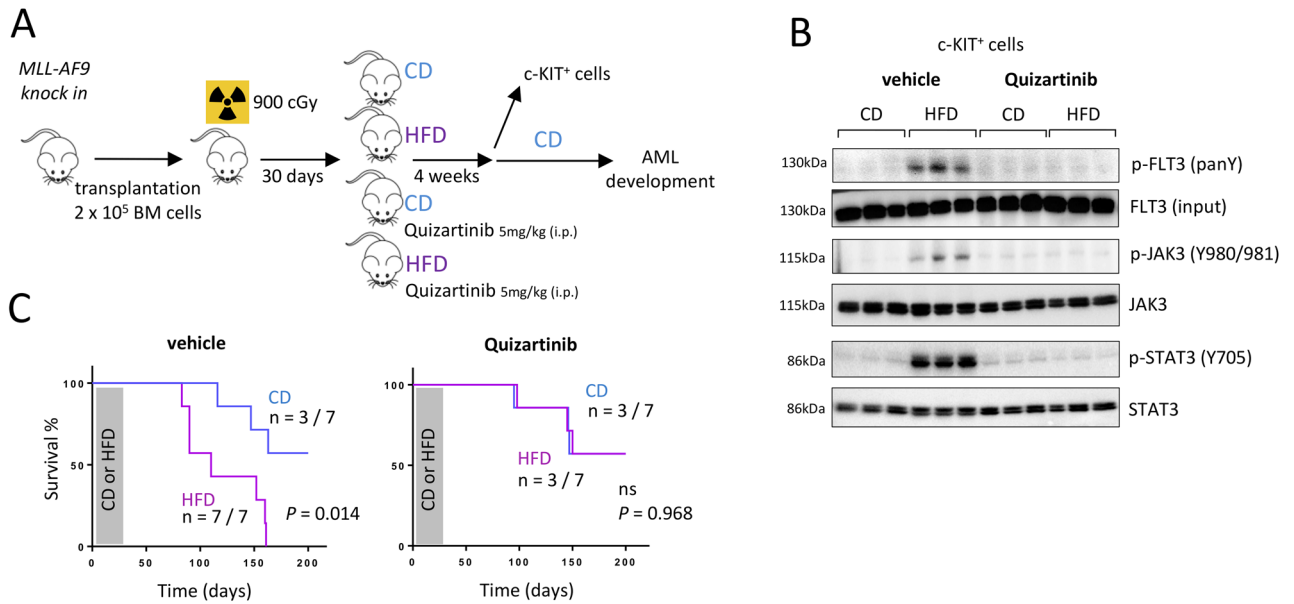 A
MLL-AF9
knock in
900 cGy
transplantation
2 x 10⁵ BM cells
30 days
CD
HFD
CD
Quizartinib 5mg/kg (i.p.)
HFD
Quizartinib 5mg/kg (i.p.)
4 weeks
c-KIT⁺ cells
CD
AML
development
B
c-KIT⁺ cells
vehicle Quizartinib
CD HFD CD HFD
130kDa p-FLT3 (panY)
130kDa FLT3 (input)
115kDa p-JAK3 (Y980/981)
115kDa JAK3
86kDa p-STAT3 (Y705)
86kDa STAT3
C
vehicle
Survival %
100
50
0
CD or HFD
CD
n = 3 / 7
HFD
n = 7 / 7
P = 0.014
0 50 100 150 200
Time (days)
Quizartinib
100
50
0
CD or HFD
CD
n = 3 / 7
HFD
n = 3 / 7
ns
P = 0.968
0 50 100 150 200
Time (days)